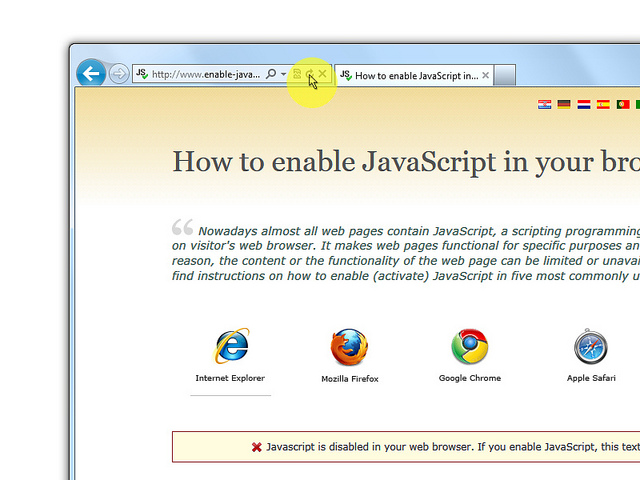 http://www.enable-java...
How to enable JavaScript in...
How to enable JavaScript in your bro
Nowadays almost all web pages contain JavaScript, a scripting programming
on visitor's web browser. It makes web pages functional for specific purposes an
reason, the content or the functionality of the web page can be limited or unavai
find instructions on how to enable (activate) JavaScript in five most commonly u
Internet Explorer
Mozilla Firefox
Google Chrome
Apple Safari
Javascript is disabled in your web browser. If you enable JavaScript, this text